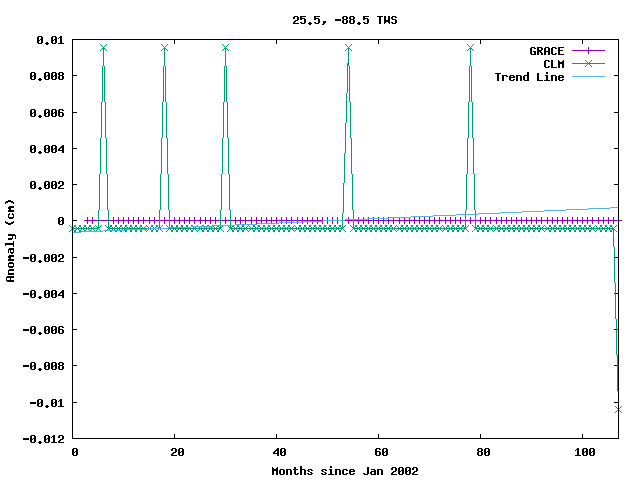 25.5, -88.5 TWS
GRACE
CLM
Trend Line
0.01
0.008
0.006
0.004
0.002
0
-0.002
-0.004
-0.006
-0.008
-0.01
-0.012
Anomaly (cm)
0 20 40 60 80 100
Months since Jan 2002